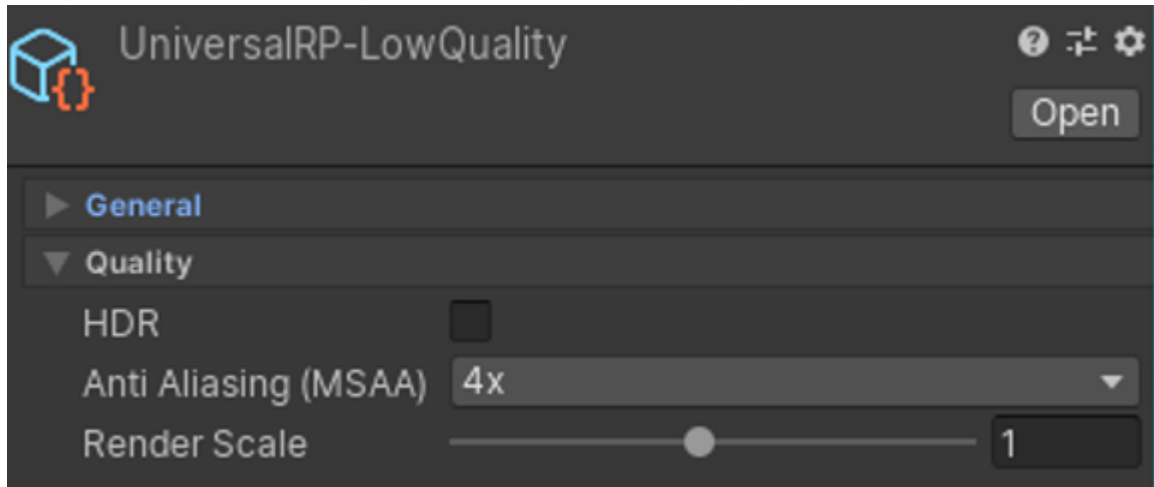 UniversalRP-LowQuality
Open
General
Quality
HDR
Anti Aliasing (MSAA) 4x
Render Scale 1